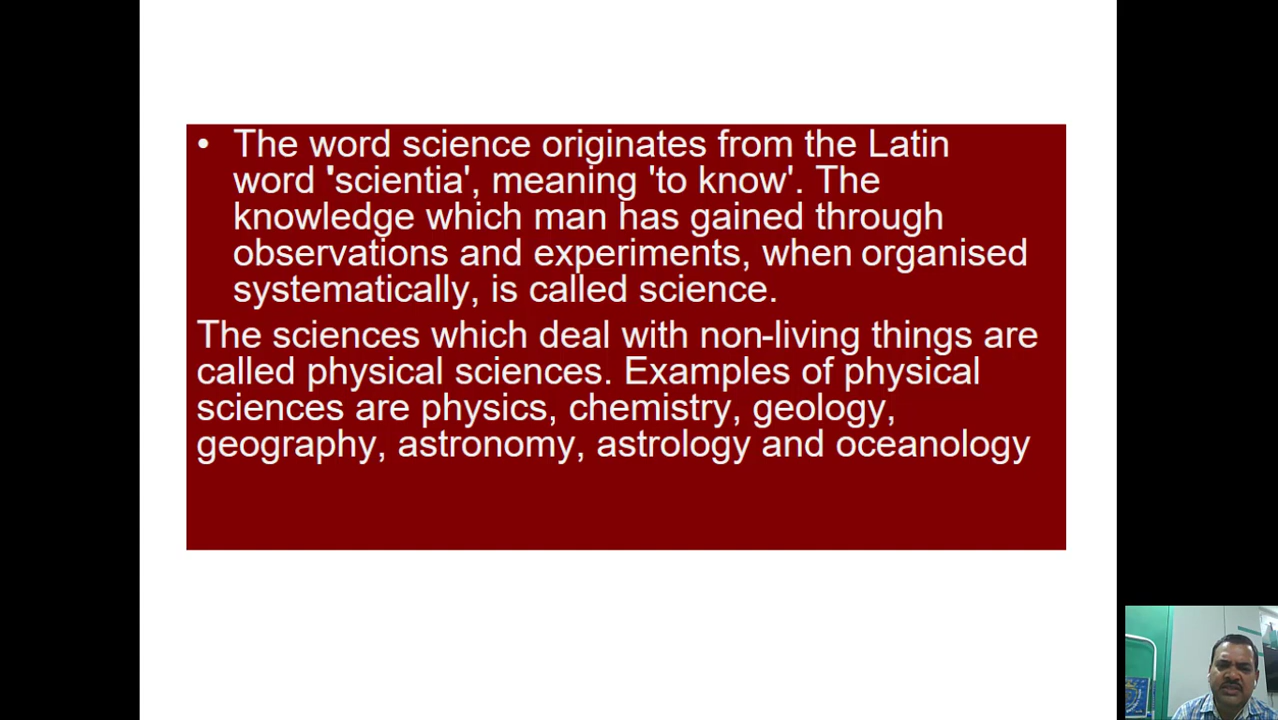 • The word science originates from the Latin
word 'scientia', meaning 'to know'. The
knowledge which man has gained through
observations and experiments, when organised
systematically, is called science.
The sciences which deal with non-living things are
called physical sciences. Examples of physical
sciences are physics, chemistry, geology,
geography, astronomy, astrology and oceanology